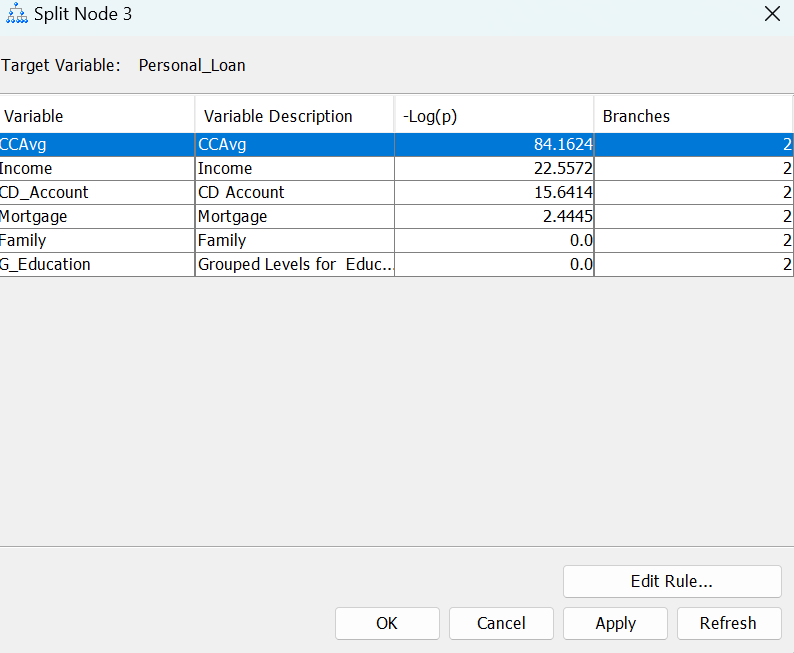 Split Node 3
Target Variable: Personal_Loan
Variable Variable Description -Log(p) Branches
CCAvg CCAvg 84.1624 2
Income Income 22.5572 2
CD_Account CD Account 15.6414 2
Mortgage Mortgage 2.4445 2
Family Family 0.0 2
G_Education Grouped Levels for Educ... 0.0 2
Edit Rule...
OK Cancel Apply Refresh